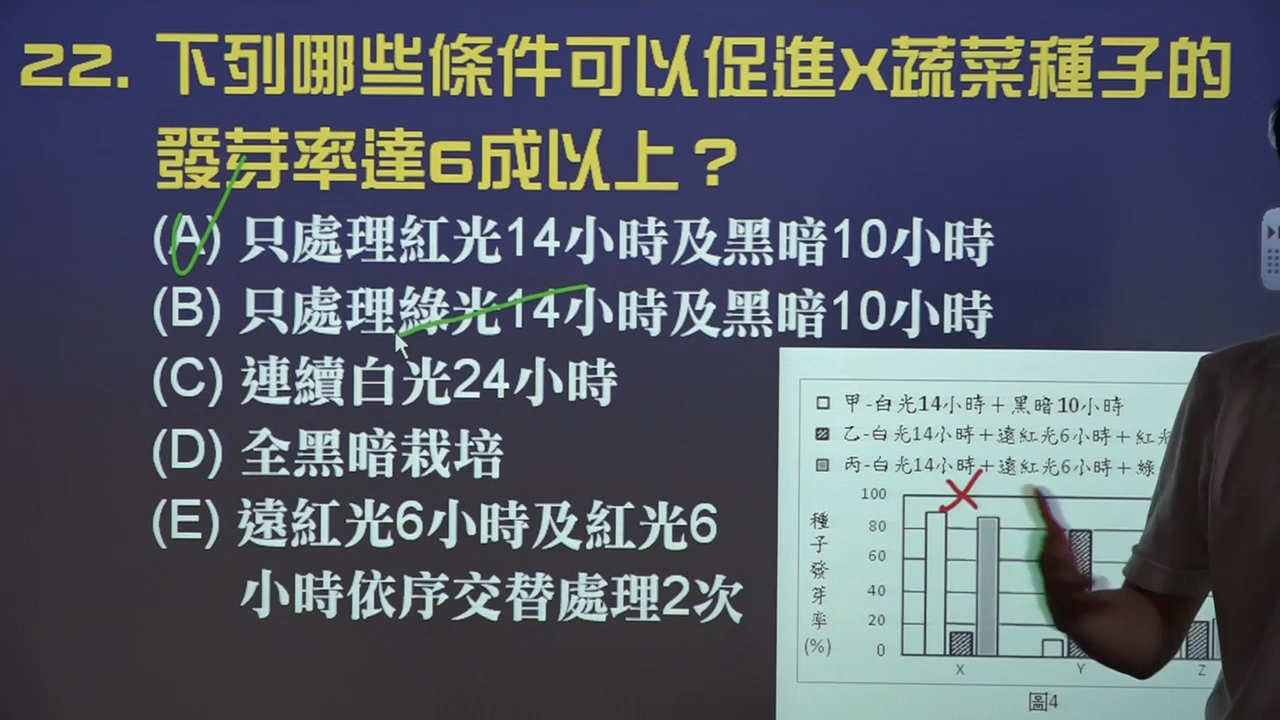 22. 下列哪些條件可以促進X蔬菜種子的
發芽率達6成以上？
(A) 只處理紅光14小時及黑暗10小時
(B) 只處理綠光14小時及黑暗10小時
(C) 連續白光24小時
(D) 全黑暗栽培
(E) 遠紅光6小時及紅光6
小時依序交替處理2次
甲-白光14小時＋黑暗10小時
乙-白光14小時＋遠紅光6小時＋紅光
丙-白光14小時＋遠紅光6小時＋綠
種子發芽率(%)
100
80
60
40
20
0
X Y Z
圖4